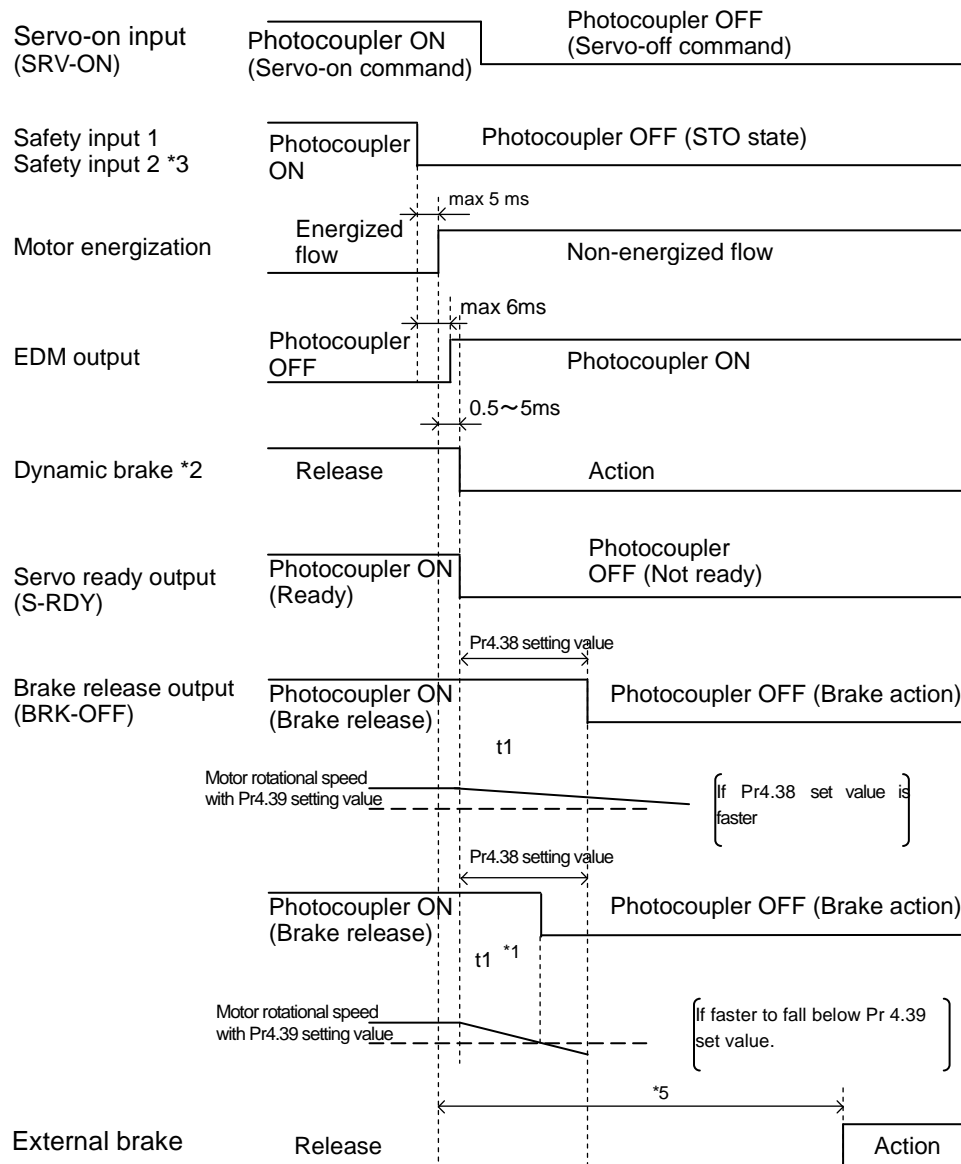 Servo-on input
(SRV-ON)
Photocoupler ON
(Servo-on command)
Photocoupler OFF
(Servo-off command)
Safety input 1
Safety input 2 *3
Photocoupler
ON
Photocoupler OFF (STO state)
max 5 ms
Motor energization
Energized
flow
Non-energized flow
max 6ms
EDM output
Photocoupler
OFF
Photocoupler ON
0.5～5ms
Dynamic brake *2
Release
Action
Servo ready output
(S-RDY)
Photocoupler ON
(Ready)
Photocoupler
OFF (Not ready)
Pr4.38 setting value
Brake release output
(BRK-OFF)
Photocoupler ON
(Brake release)
Photocoupler OFF (Brake action)
t1
Motor rotational speed
with Pr4.39 setting value
If Pr4.38 set value is
faster
Pr4.38 setting value
Photocoupler ON
(Brake release)
Photocoupler OFF (Brake action)
t1 *1
Motor rotational speed
with Pr4.39 setting value
If faster to fall below Pr 4.39
set value.
*5
External brake
Release
Action